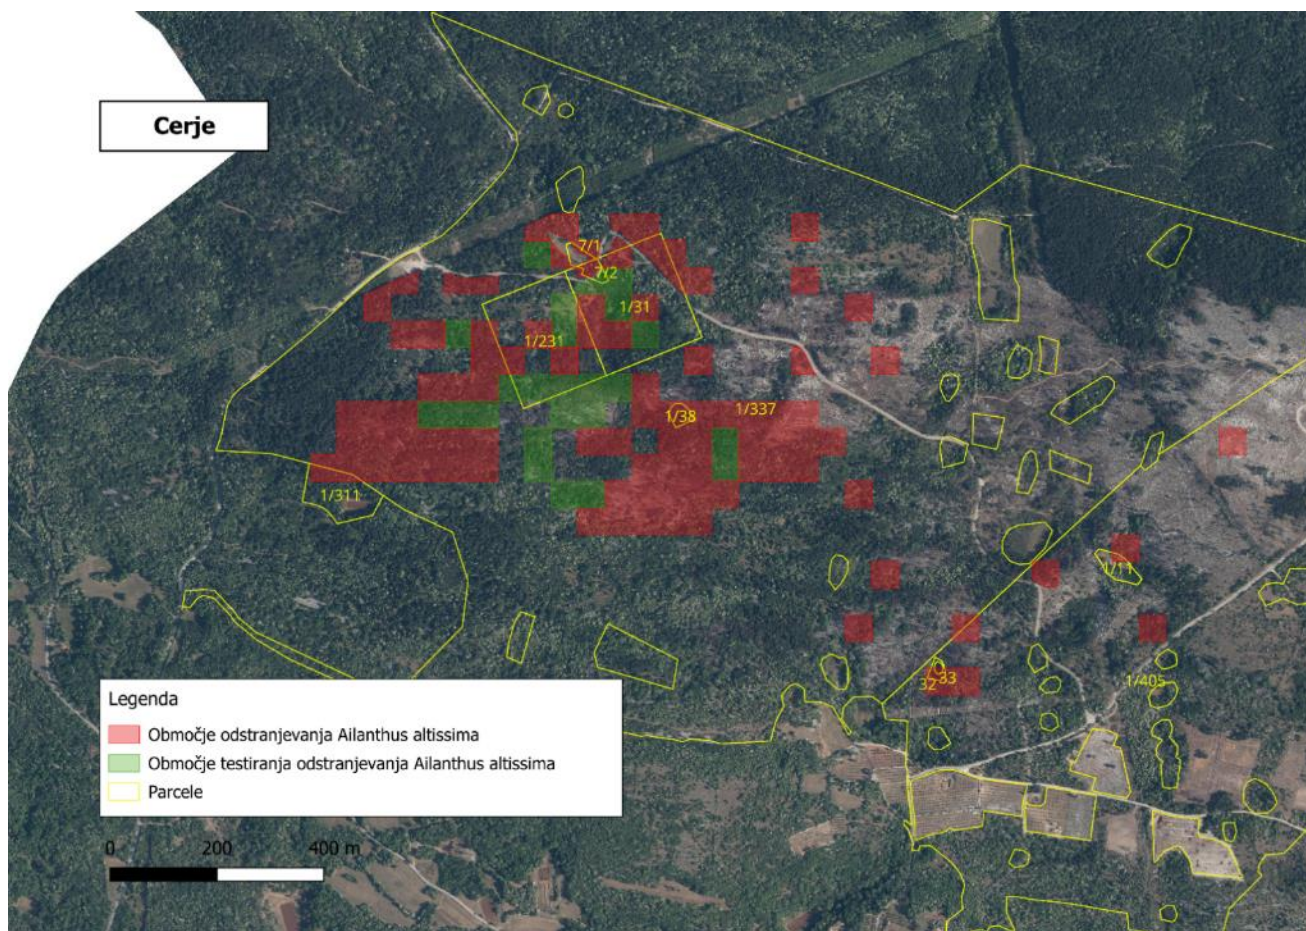 Cerje
7/1
7/2
1/31
1/231
1/38
1/337
1/311
1/11
33
32
1/405
Legenda
Območje odstranjevanja Ailanthus altissima
Območje testiranja odstranjevanja Ailanthus altissima
Parcele
0 200 400 m